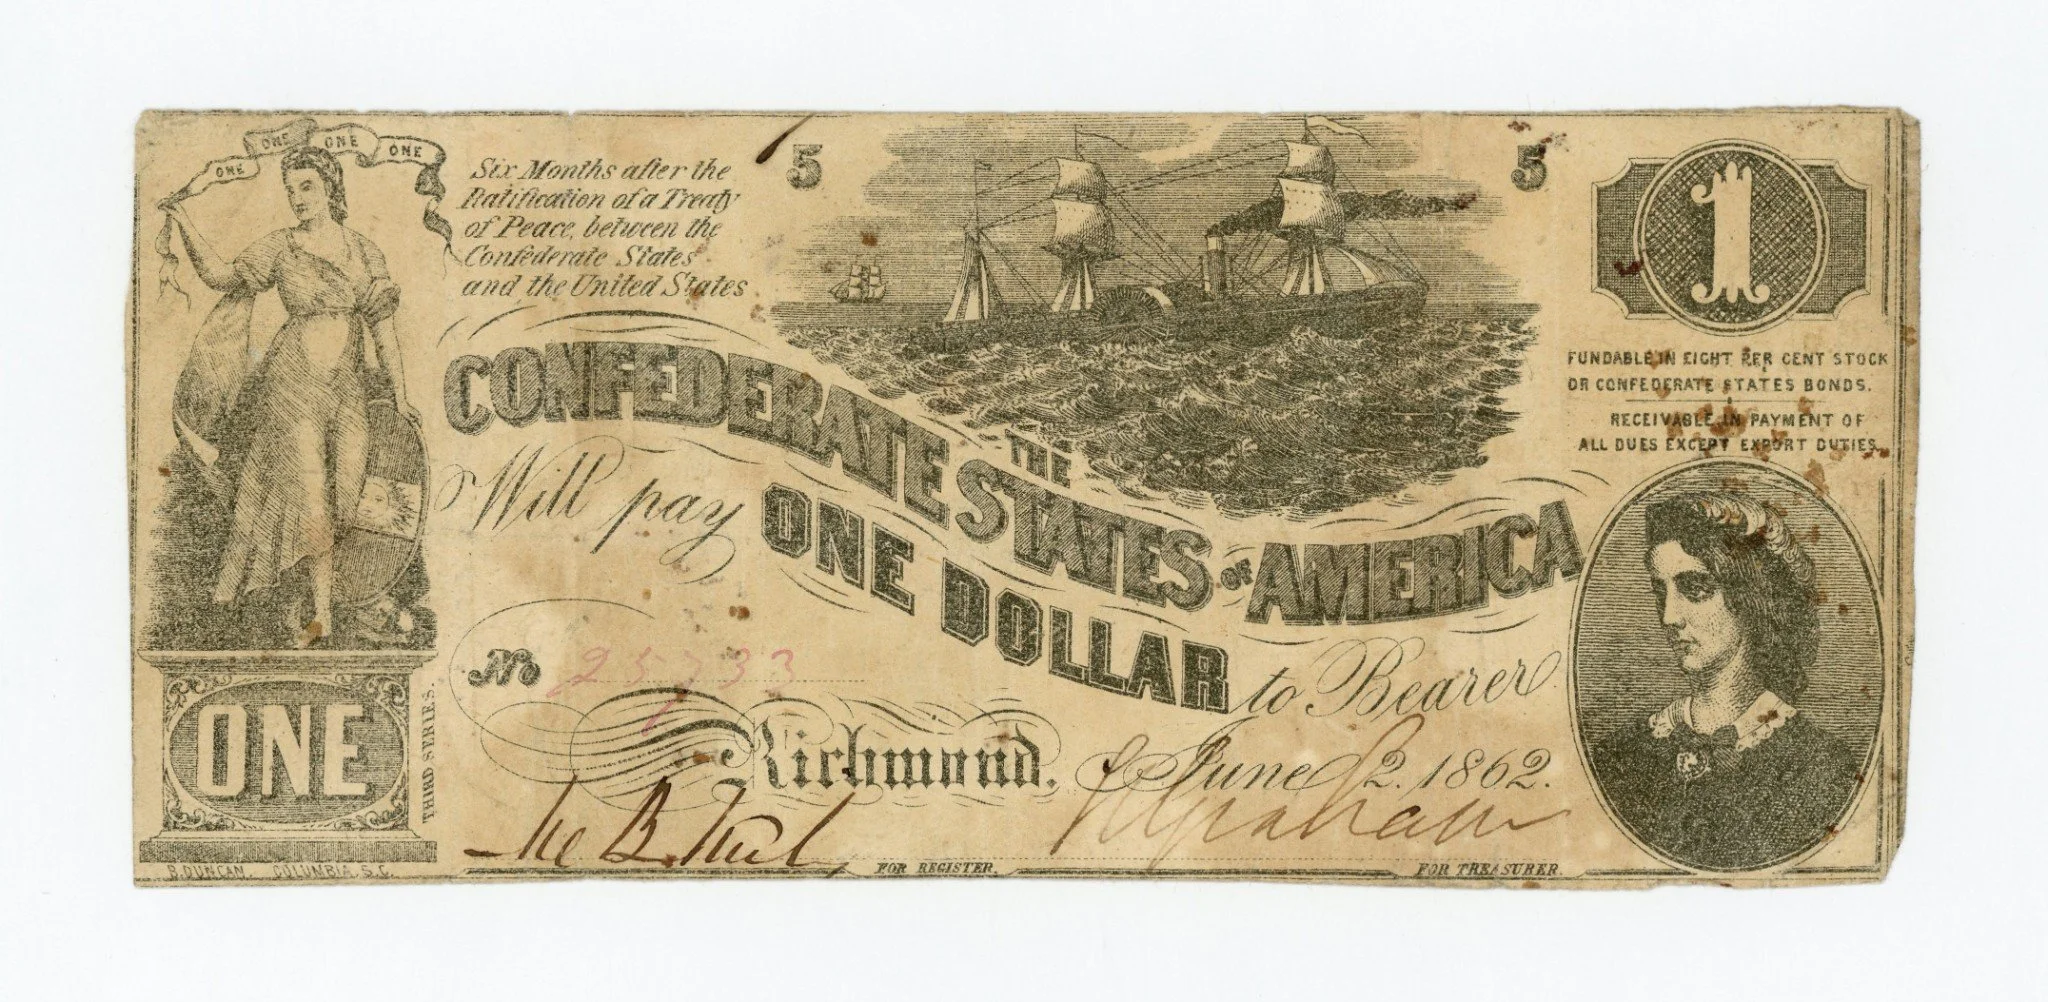 ONE ONE ONE ONE
Six Months after the
Ratification of a Treaty
of Peace, between the
Confederate States
and the United States
5
5
1
FUNDABLE IN EIGHT PER CENT STOCK
OR CONFEDERATE STATES BONDS.
RECEIVABLE IN PAYMENT OF
ALL DUES EXCEPT EXPORT DUTIES.
THE
CONFEDERATE STATES OF AMERICA
Will pay ONE DOLLAR to Bearer
No 25733
Richmond. June 2. 1862.
ONE
THIRD SERIES.
B. DUNCAN. COLUMBIA, S.C.
FOR REGISTER.
FOR TREASURER.